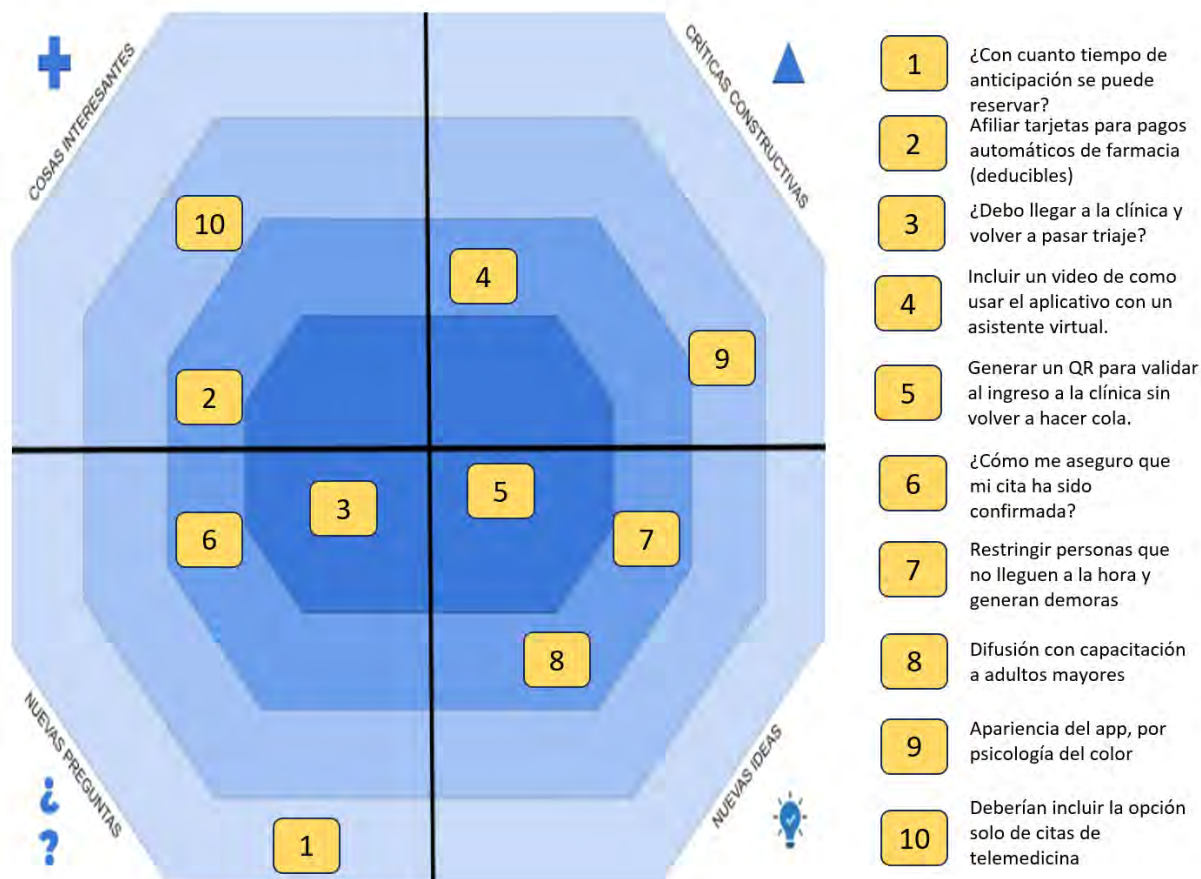 COSAS INTERESANTES
CRÍTICAS CONSTRUCTIVAS
10
4
9
2
3
5
6
7
8
1
NUEVAS PREGUNTAS
¿
?
NUEVAS IDEAS
1
¿Con cuanto tiempo de
anticipación se puede
reservar?
2
Afiliar tarjetas para pagos
automáticos de farmacia
(deducibles)
3
¿Debo llegar a la clínica y
volver a pasar triaje?
4
Incluir un video de como
usar el aplicativo con un
asistente virtual.
5
Generar un QR para validar
al ingreso a la clínica sin
volver a hacer cola.
6
¿Cómo me aseguro que
mi cita ha sido
confirmada?
7
Restringir personas que
no lleguen a la hora y
generan demoras
8
Difusión con capacitación
a adultos mayores
9
Apariencia del app, por
psicología del color
10
Deberían incluir la opción
solo de citas de
telemedicina